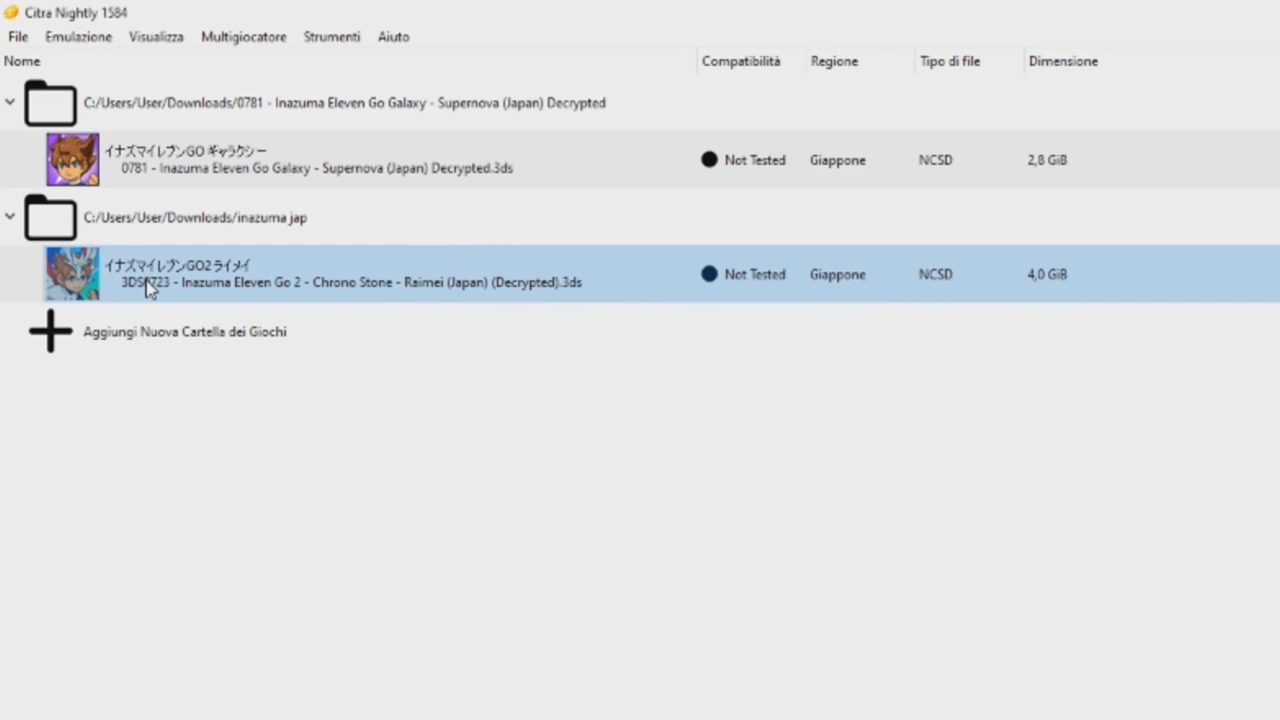 Citra Nightly 1584
File Emulazione Visualizza Multigiocatore Strumenti Aiuto
Nome Compatibilità Regione Tipo di file Dimensione
C:/Users/User/Downloads/0781 - Inazuma Eleven Go Galaxy - Supernova (Japan) Decrypted
イナズマイレブンGO ギャラクシー
0781 - Inazuma Eleven Go Galaxy - Supernova (Japan) Decrypted.3ds Not Tested Giappone NCSD 2,8 GiB
C:/Users/User/Downloads/inazuma jap
イナズマイレブンGO2 ライメイ
- Inazuma Eleven Go 2 - Chrono Stone - Raimei (Japan) (Decrypted).3ds Not Tested Giappone NCSD 4,0 GiB
Aggiungi Nuova Cartella dei Giochi